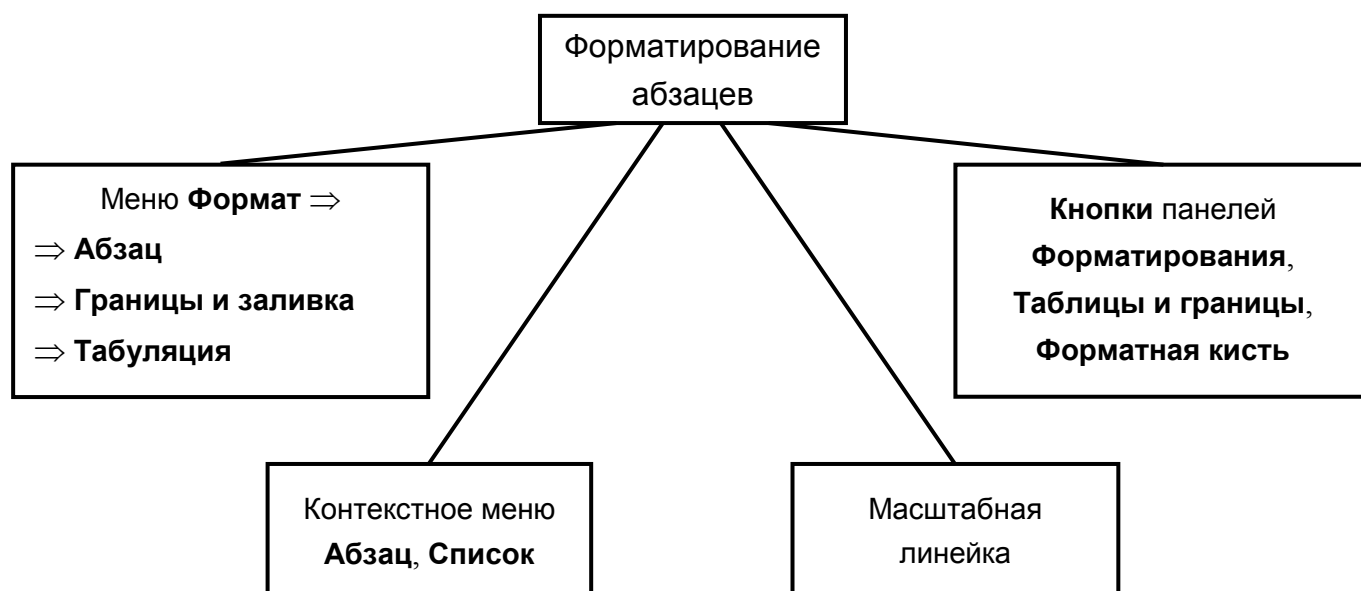 Форматирование
абзацев
Меню Формат ⇒
⇒ Абзац
⇒ Границы и заливка
⇒ Табуляция
Кнопки панелей
Форматирования,
Таблицы и границы,
Форматная кисть
Контекстное меню
Абзац, Список
Масштабная
линейка